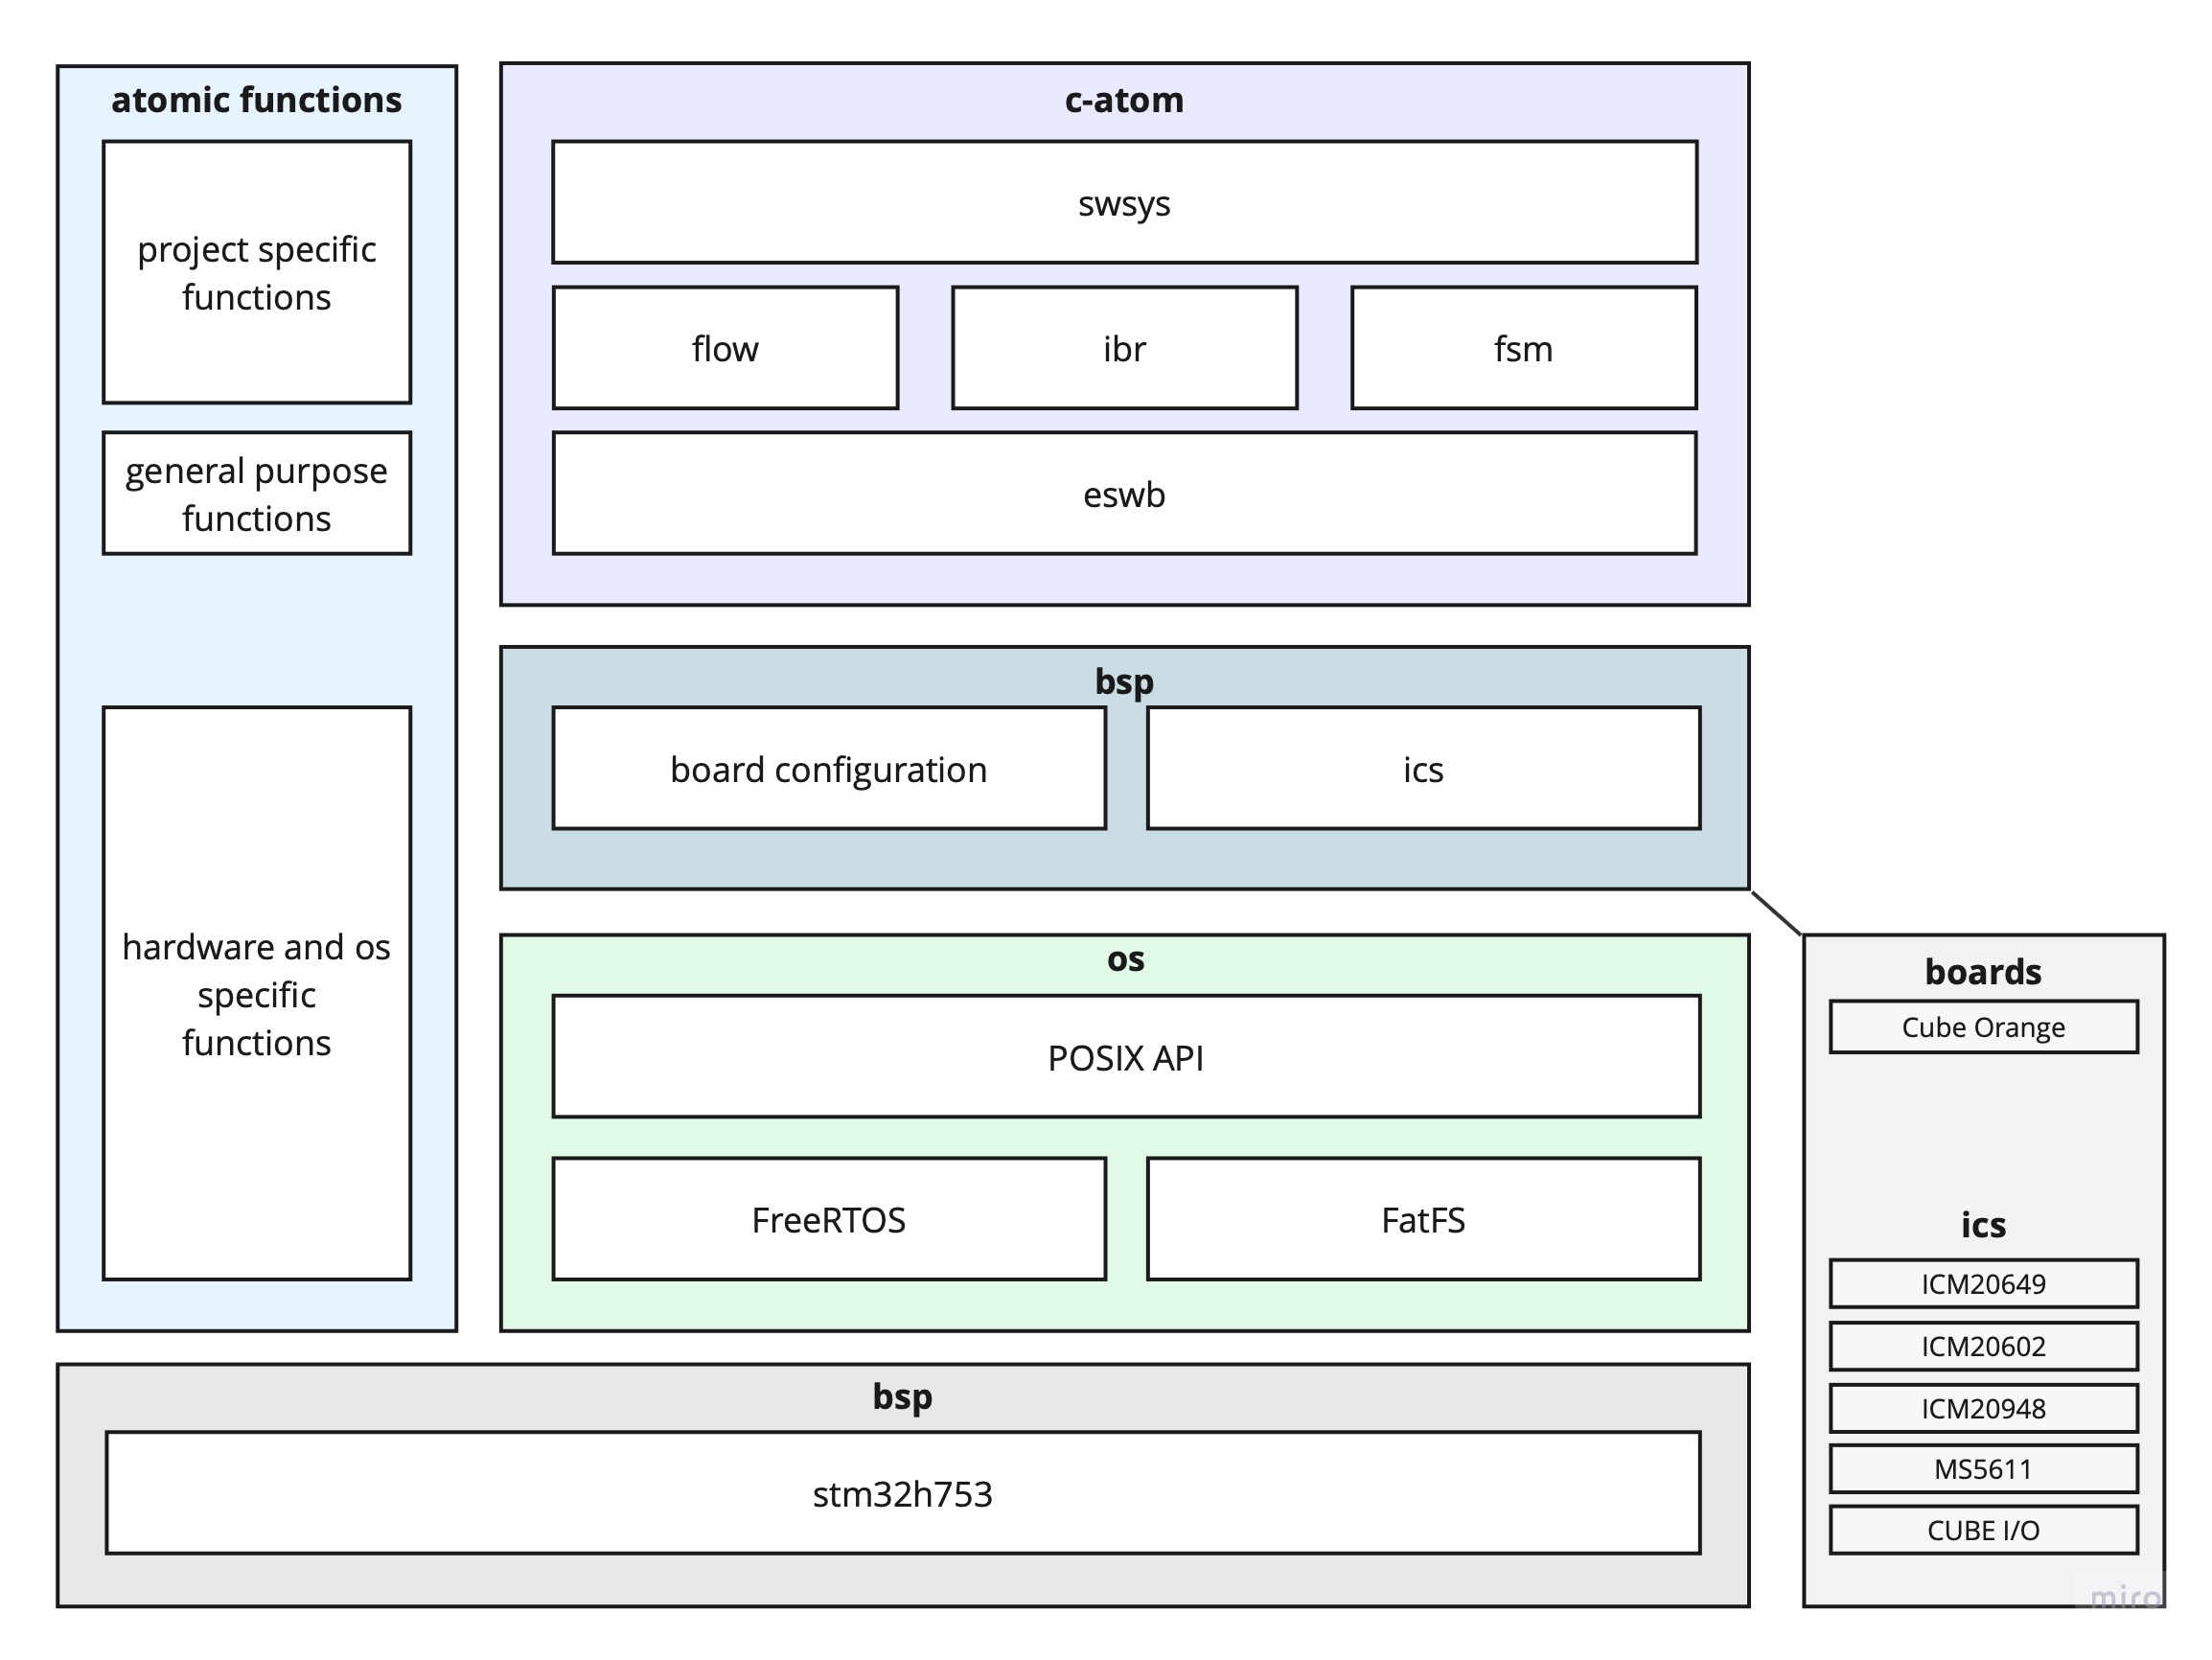 atomic functions
project specific
functions
general purpose
functions
hardware and os
specific
functions
c-atom
swsys
flow
ibr
fsm
eswb
bsp
board configuration
ics
os
POSIX API
FreeRTOS
FatFS
bsp
stm32h753
boards
Cube Orange
ics
ICM20649
ICM20602
ICM20948
MS5611
CUBE I/O
miro